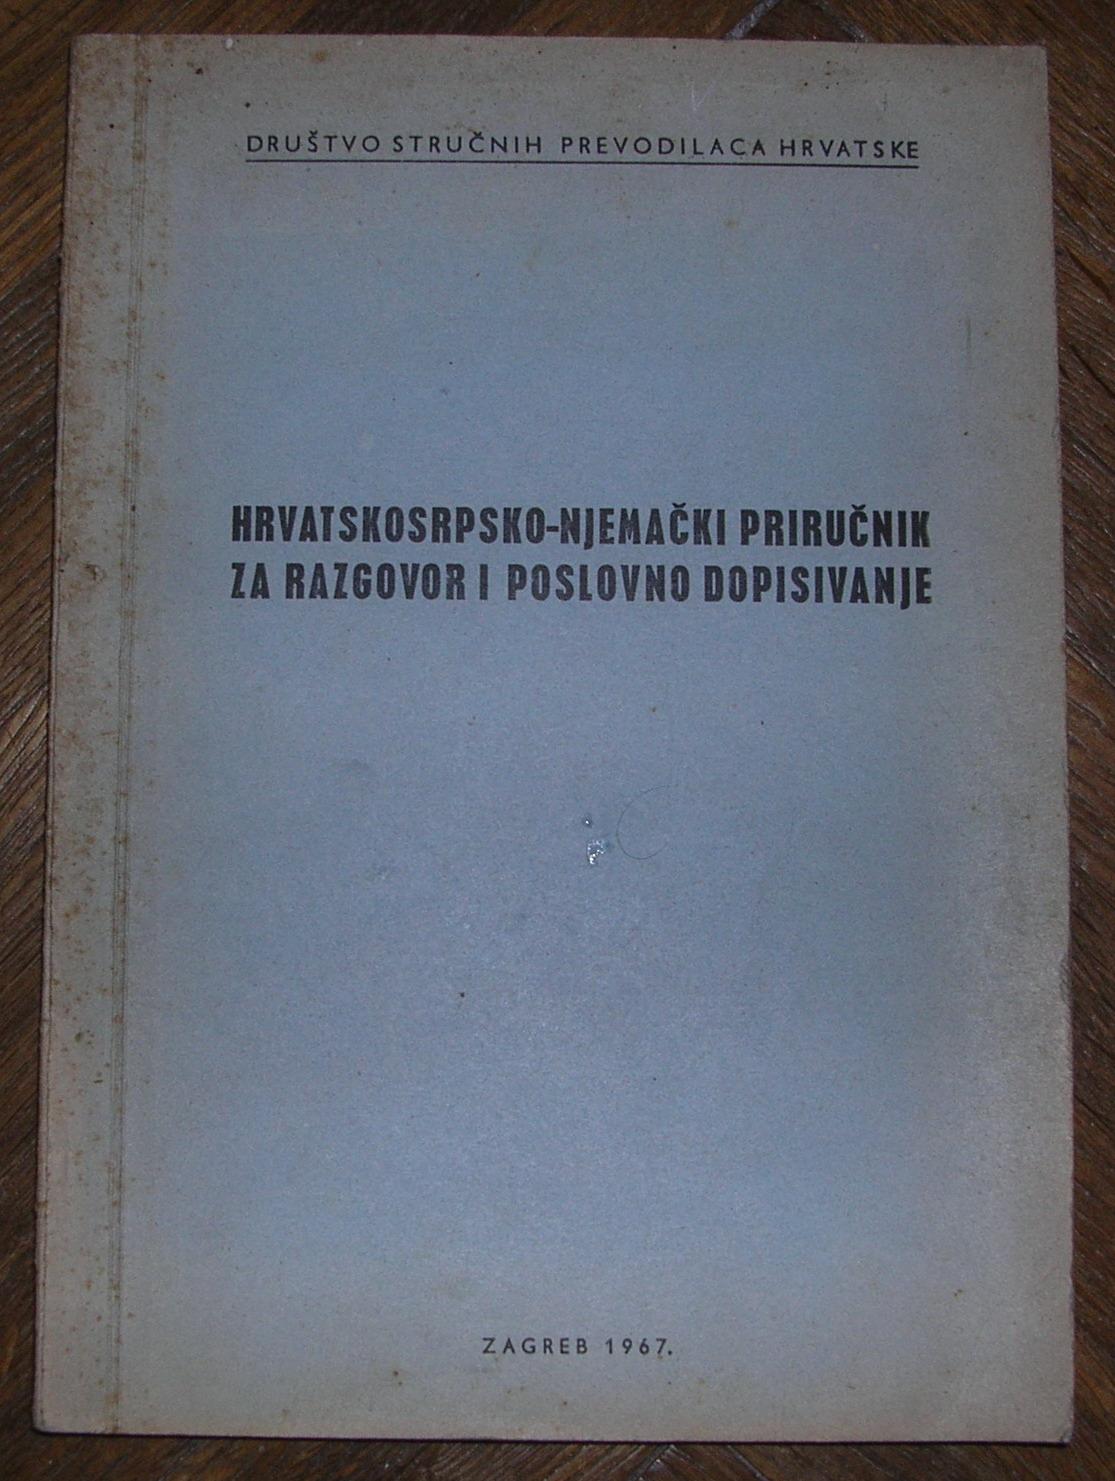 DRUŠTVO STRUČNIH PREVODILACA HRVATSKE
HRVATSKOSRPSKO-NJEMAČKI PRIRUČNIK
ZA RAZGOVOR I POSLOVNO DOPISIVANJE
ZAGREB 1967.